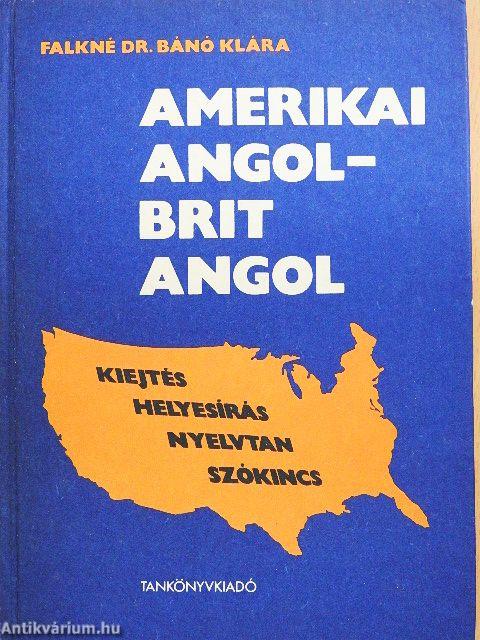 FALKNÉ DR. BÁNÓ KLÁRA
AMERIKAI
ANGOL–
BRIT
ANGOL
KIEJTÉS
HELYESÍRÁS
NYELVTAN
SZÓKINCS
TANKÖNYVKIADÓ
Antikvárium.hu